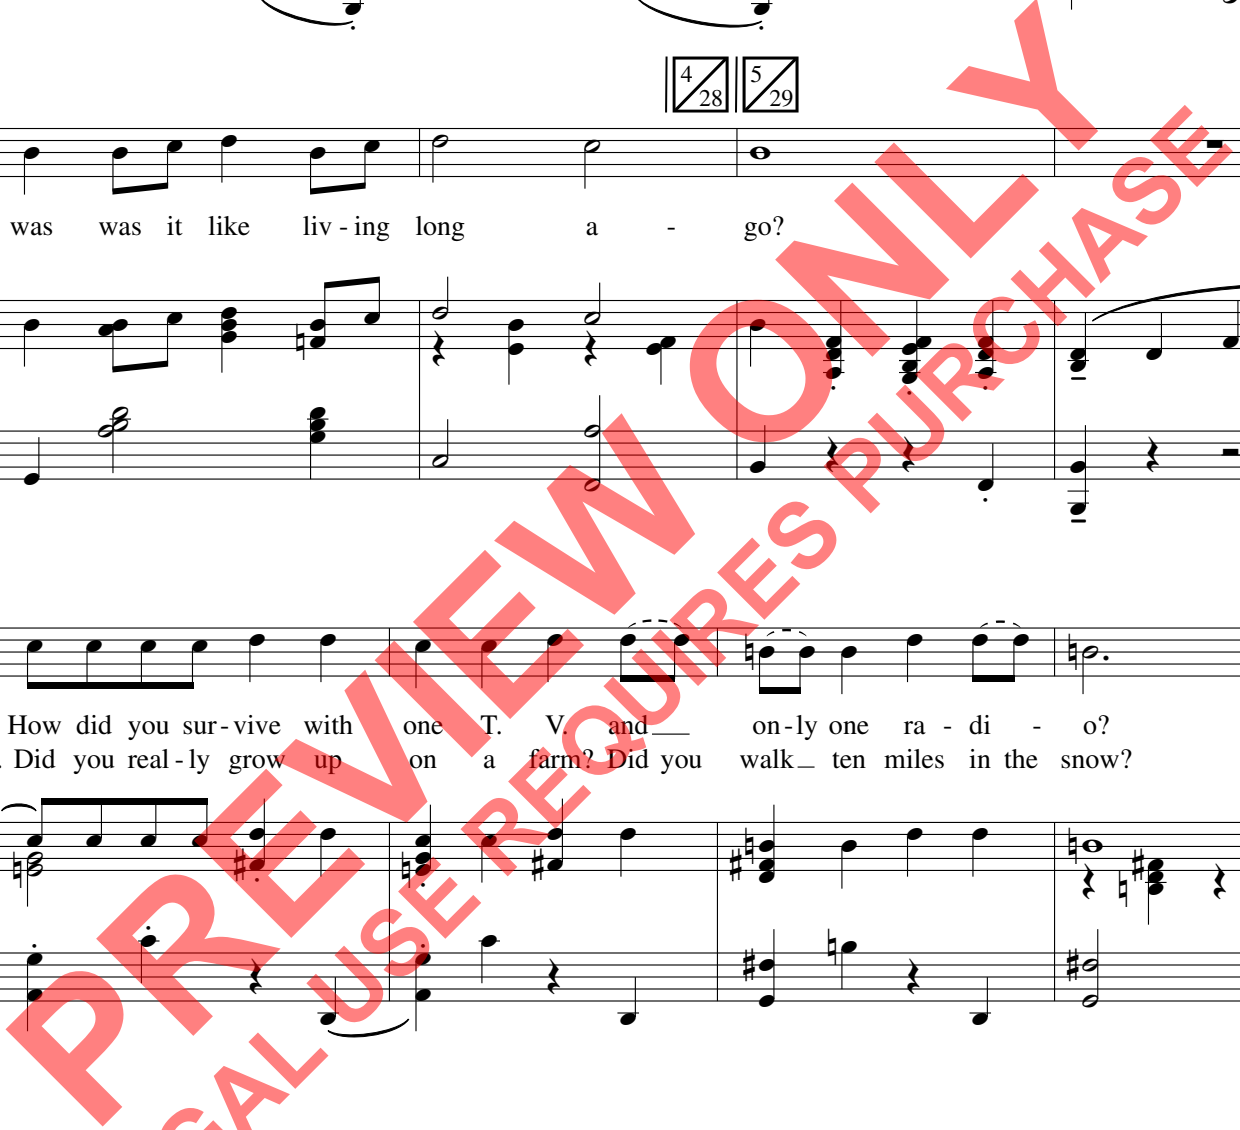 4 28 5 29
was was it like liv - ing long a - go?
How did you sur - vive with one T. V. and on - ly one ra - di - o?
. Did you real - ly grow up on a farm? Did you walk ten miles in the snow?
PREVIEW ONLY
GAL USE REQUIRES PURCHASE